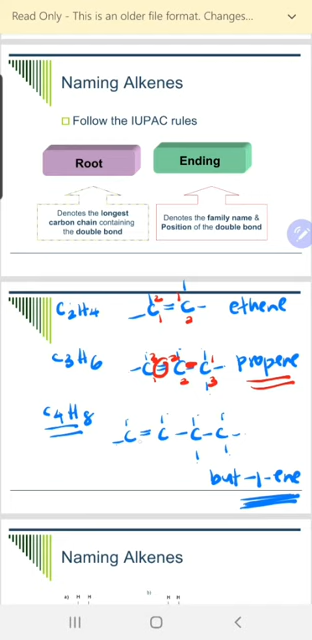 Read Only - This is an older file format. Changes...
Naming Alkenes
Follow the IUPAC rules
Root
Ending
Denotes the longest
carbon chain containing
the double bond
Denotes the family name &
Position of the double bond
C2H4
C = C
ethene
C3H6
C = C - C
propene
C4H8
C = C - C - C
but-1-ene
Naming Alkenes
a) H H
b) H H